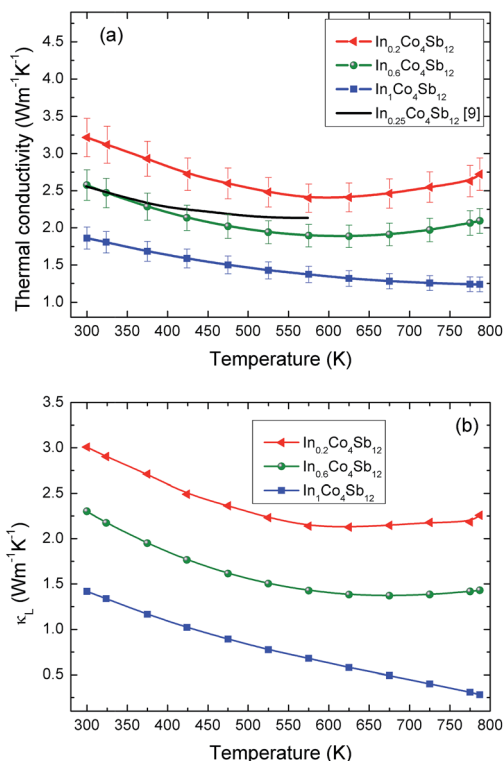 (a)
In0.2Co4Sb12
In0.6Co4Sb12
In1Co4Sb12
In0.25Co4Sb12 [9]
Thermal conductivity (Wm-1K-1)
4.5
4.0
3.5
3.0
2.5
2.0
1.5
1.0
300 350 400 450 500 550 600 650 700 750 800
Temperature (K)
(b)
In0.2Co4Sb12
In0.6Co4Sb12
In1Co4Sb12
κL (Wm-1K-1)
3.5
3.0
2.5
2.0
1.5
1.0
0.5
300 350 400 450 500 550 600 650 700 750 800
Temperature (K)